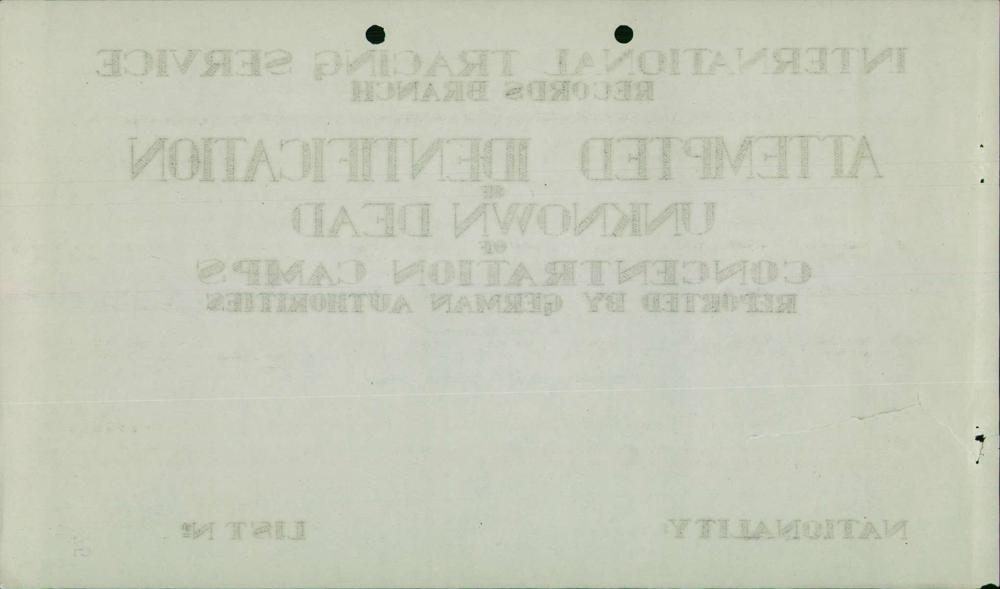 INTERNATIONAL TRACING SERVICE
RECORDS BRANCH
ATTEMPTED IDENTIFICATION
OF
UNKNOWN DEAD
OF
CONCENTRATION CAMPS
REPORTED BY GERMAN AUTHORITIES
NATIONALITY: LIST Nº